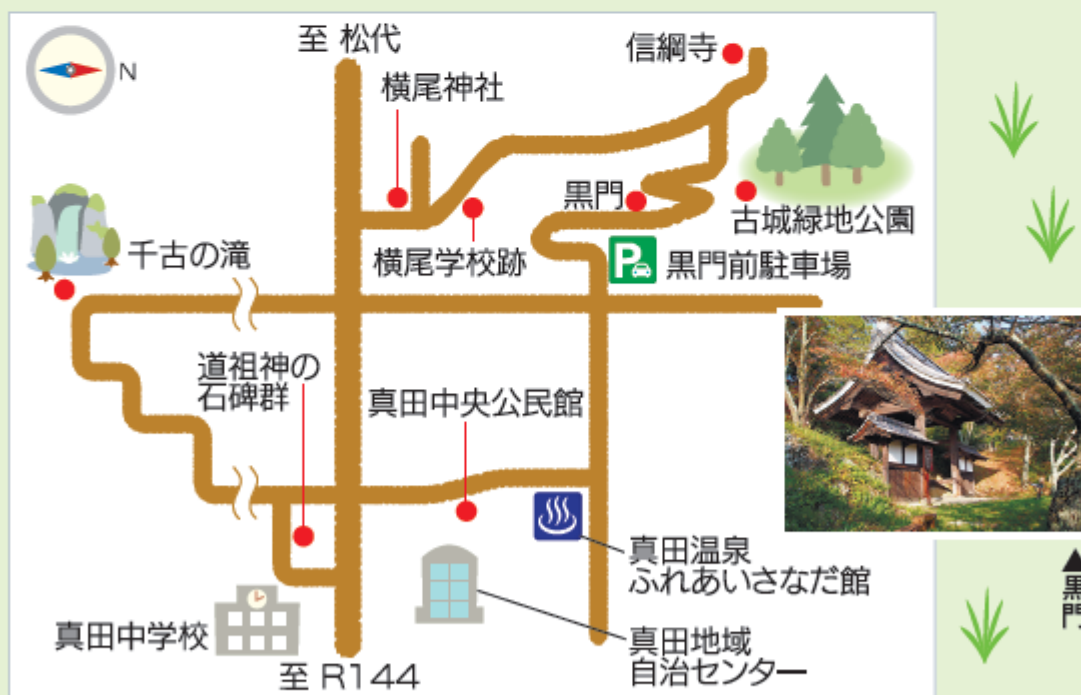 N
至 松代
信綱寺
横尾神社
黒門
古城緑地公園
千古の滝
横尾学校跡
P
黒門前駐車場
道祖神の
石碑群
真田中央公民館
真田温泉
ふれあいさなだ館
真田中学校
真田地域
自治センター
至 R144
▲黒門